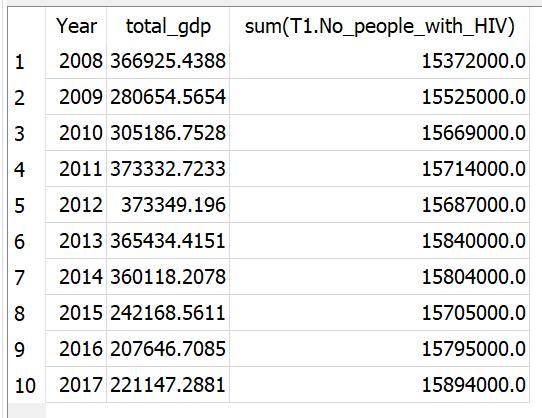 Year total_gdp sum(T1.No_people_with_HIV)
1 2008 366925.4388 15372000.0
2 2009 280654.5654 15525000.0
3 2010 305186.7528 15669000.0
4 2011 373332.7233 15714000.0
5 2012 373349.196 15687000.0
6 2013 365434.4151 15840000.0
7 2014 360118.2078 15804000.0
8 2015 242168.5611 15705000.0
9 2016 207646.7085 15795000.0
10 2017 221147.2881 15894000.0